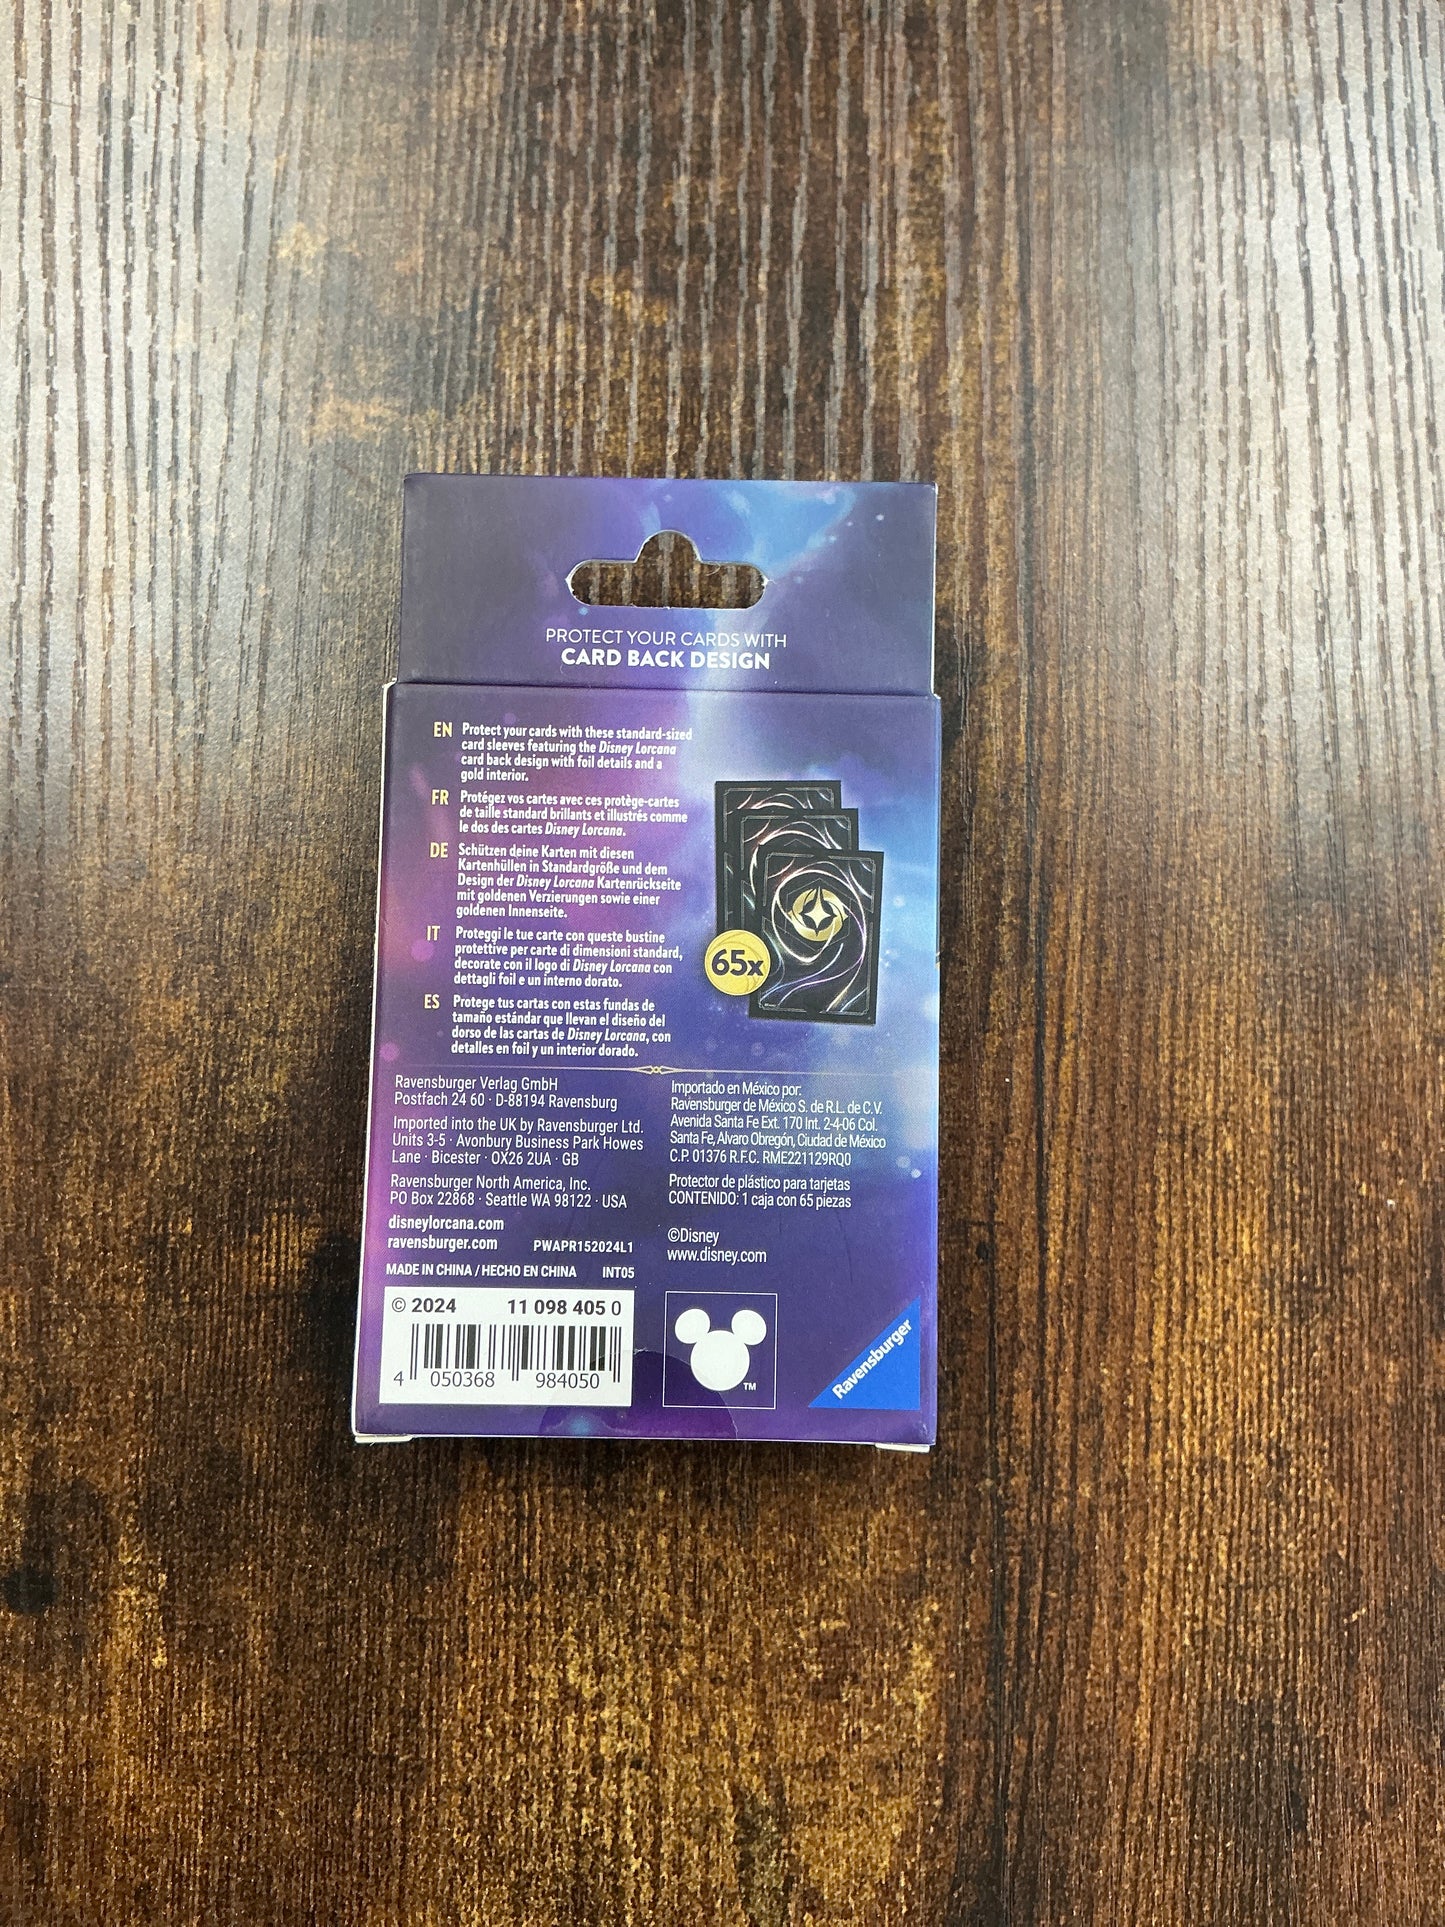 PROTECT YOUR CARDS WITH
CARD BACK DESIGN
EN Protect your cards with these standard-sized
card sleeves featuring the Disney Lorcana
card back design with foil details and a
gold interior.
FR Protégez vos cartes avec ces protège-cartes
de taille standard brillants et illustrés comme
le dos des cartes Disney Lorcana.
DE Schützen deine Karten mit diesen
Kartenhüllen in Standardgröße und dem
Design der Disney Lorcana Kartenrückseite
mit goldenen Verzierungen sowie einer
goldenen Innenseite.
IT Proteggi le tue carte con queste bustine
protettive per carte di dimensioni standard,
decorate con il logo di Disney Lorcana con
dettagli foil e un interno dorato.
ES Protege tus cartas con estas fundas de
tamaño estándar que llevan el diseño del
dorso de las cartas de Disney Lorcana, con
detalles en foil y un interior dorado.
65x
Ravensburger Verlag GmbH
Postfach 24 60 · D-88194 Ravensburg
Imported into the UK by Ravensburger Ltd.
Units 3-5 · Avonbury Business Park Howes
Lane · Bicester · OX26 2UA · GB
Ravensburger North America, Inc.
PO Box 22868 · Seattle WA 98122 · USA
disneylorcana.com
ravensburger.com PWAPR152024L1
MADE IN CHINA / HECHO EN CHINA INT05
© 2024 11 098 405 0
4 050368 984050
Importado en México por:
Ravensburger de México S. de R.L. de C.V.
Avenida Santa Fe Ext. 170 Int. 2-4-06 Col.
Santa Fe, Alvaro Obregón, Ciudad de México
C.P. 01376 R.F.C. RME221129RQ0
Protector de plástico para tarjetas
CONTENIDO: 1 caja con 65 piezas
©Disney
www.disney.com
TM
Ravensburger